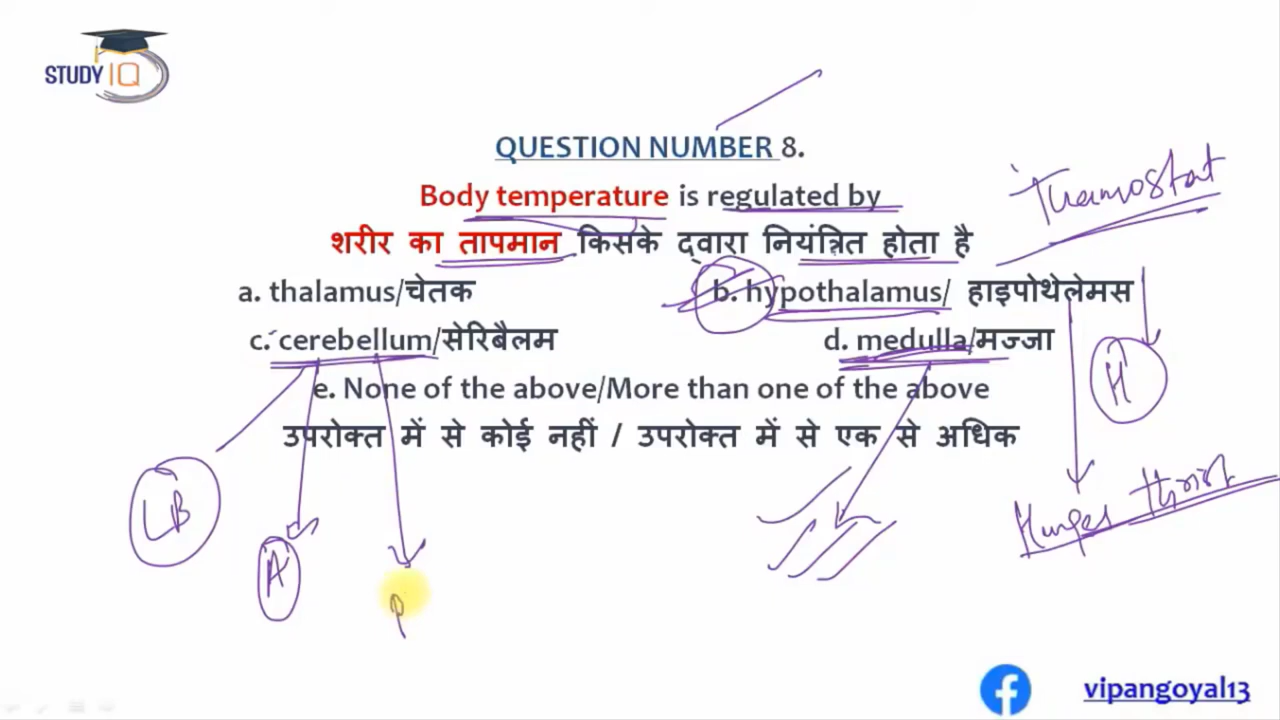 STUDY IQ
QUESTION NUMBER 8.
Thermostat
Body temperature is regulated by
शरीर का तापमान किसके द्वारा नियंत्रित होता है
a. thalamus/चेतक b. hypothalamus/ हाइपोथेलेमस
c. cerebellum/सेरिबैलम d. medulla/मज्जा
H
e. None of the above/More than one of the above
उपरोक्त में से कोई नहीं / उपरोक्त में से एक से अधिक
LB
Hunger thrist
A
P
vipangoyal13